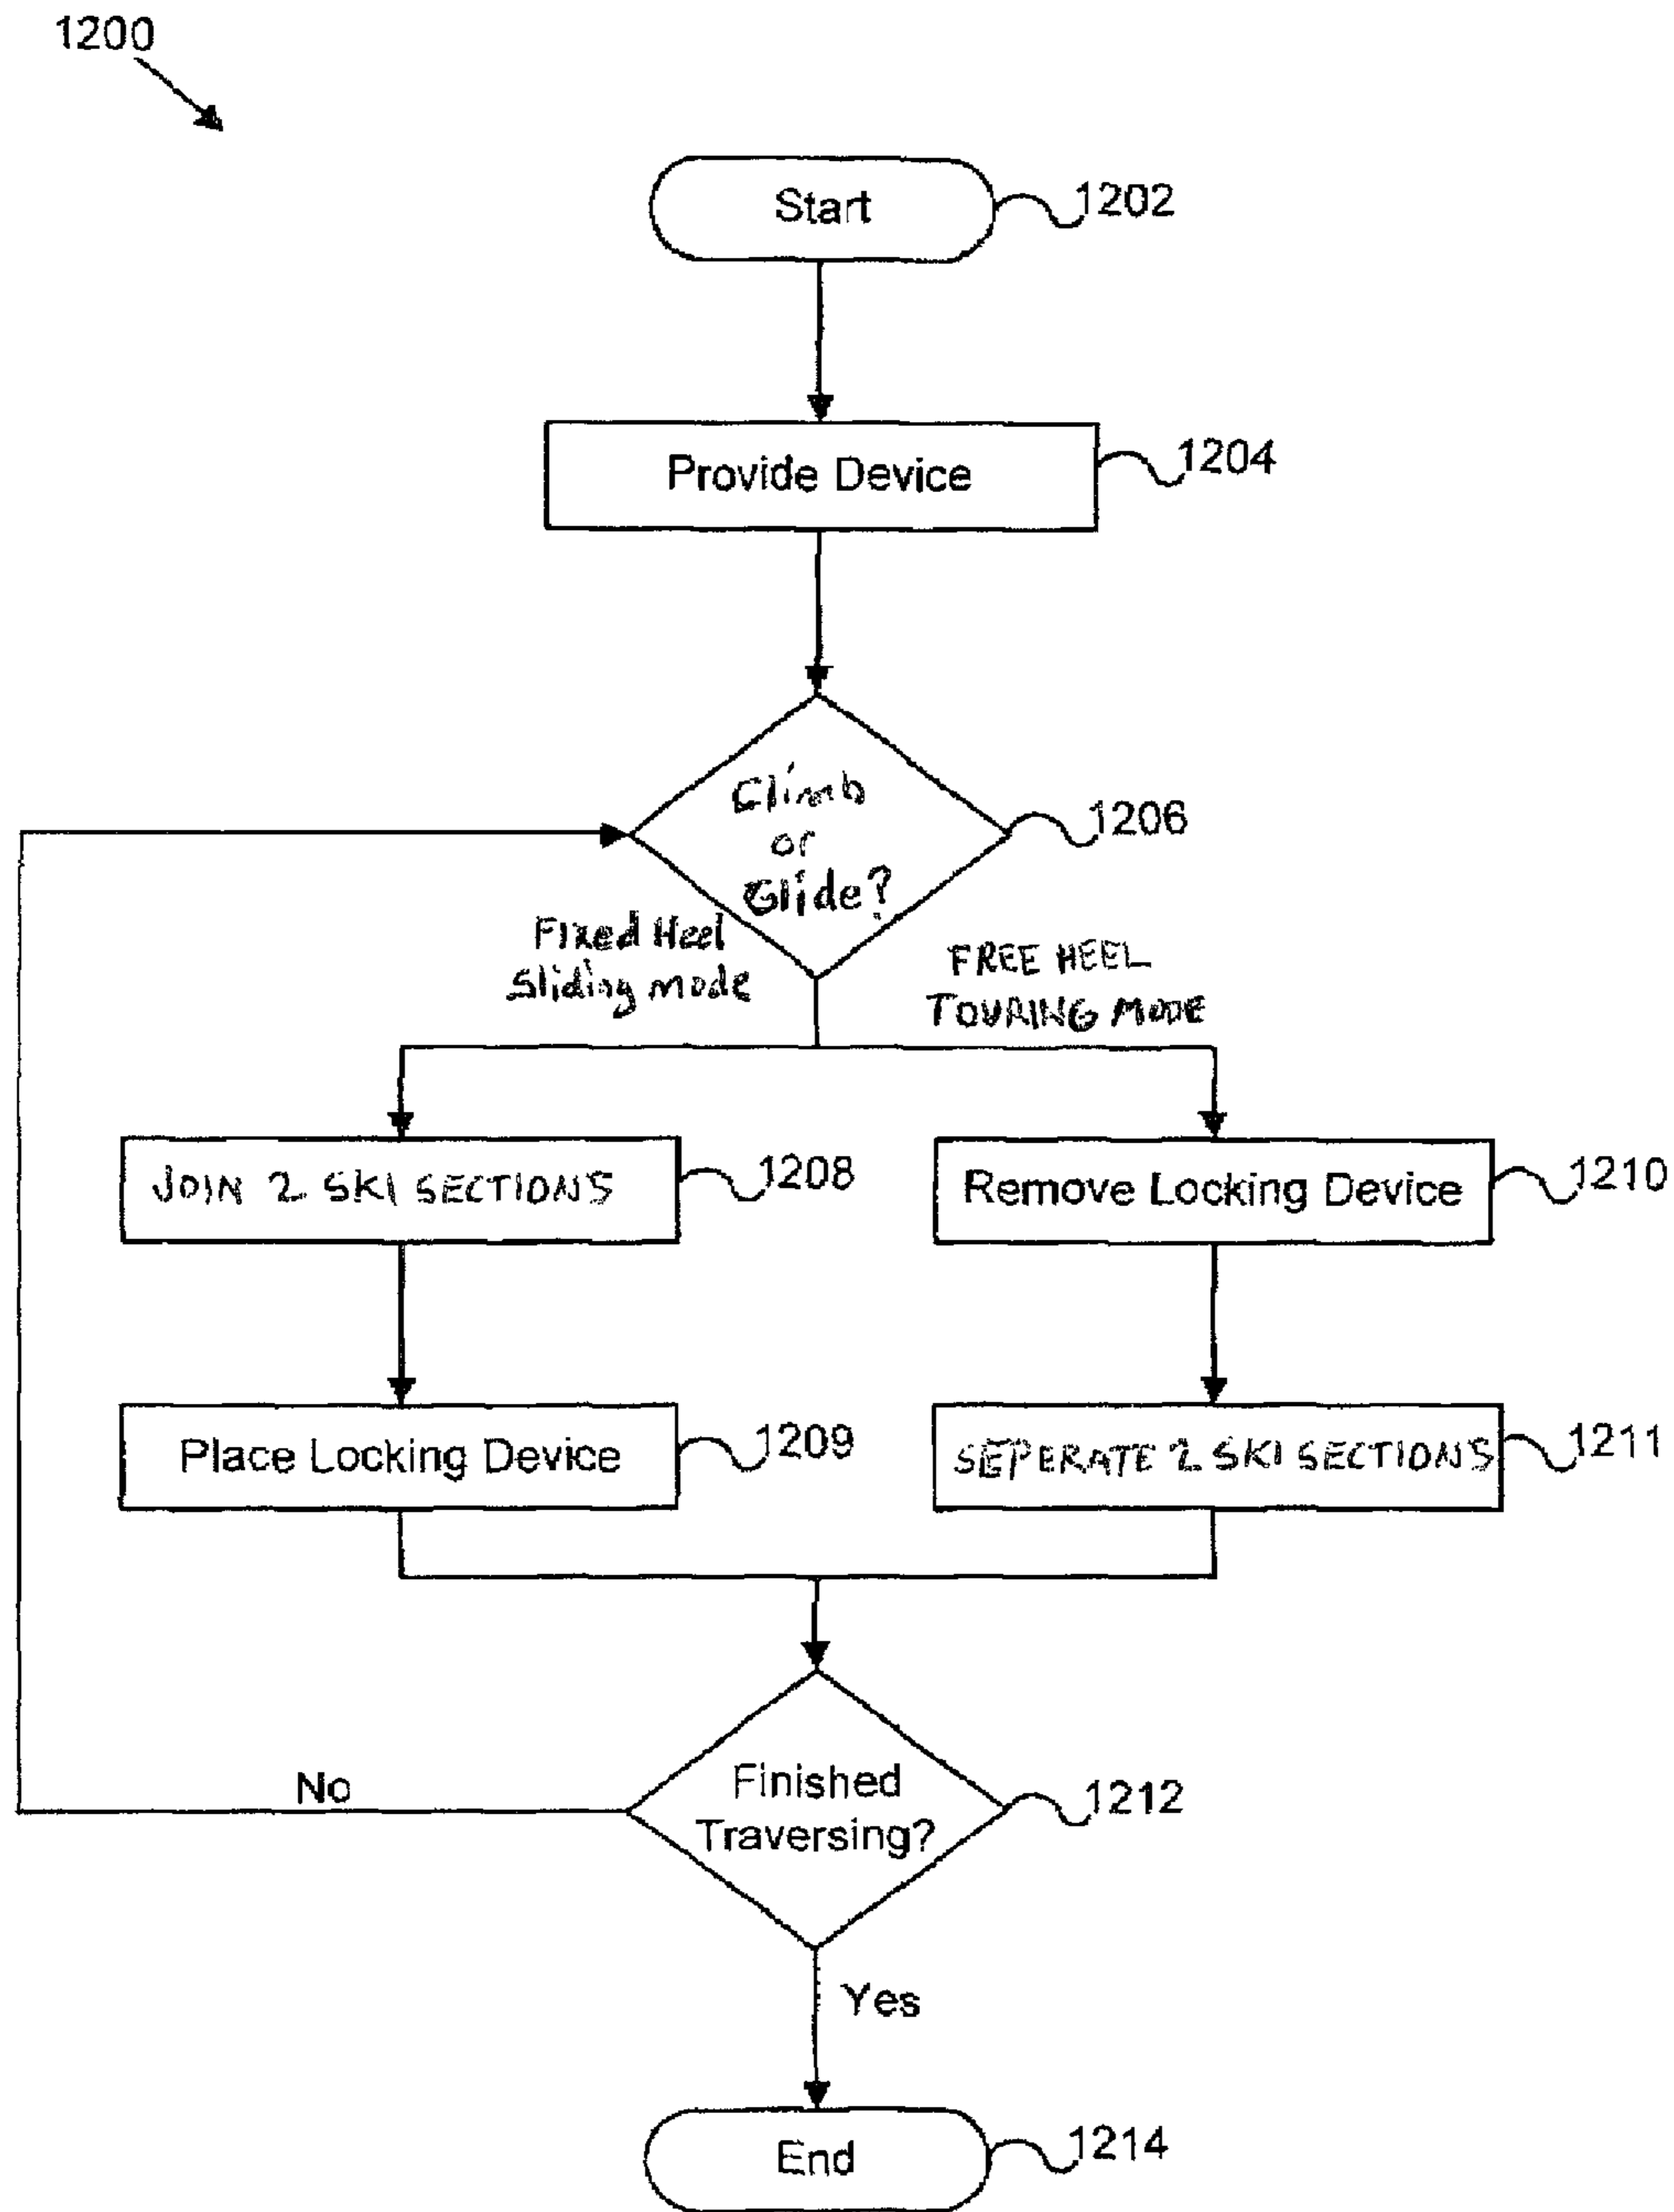 1200
Start
1202
Provide Device
1204
Climb
or
Glide?
1206
Fixed Heel
Sliding mode
FREE HEEL
TOURING MODE
JOIN 2 SKI SECTIONS
1208
Remove Locking Device
1210
Place Locking Device
1209
SEPERATE 2 SKI SECTIONS
1211
Finished
Traversing?
1212
No
Yes
End
1214